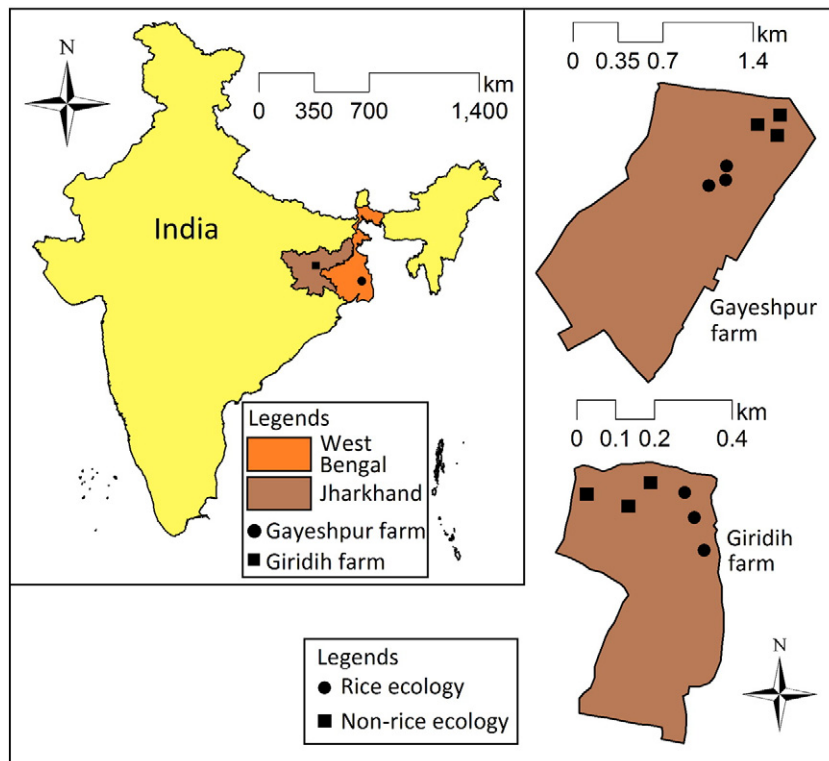 N
km
0 350 700 1,400
India
Legends
West
Bengal
Jharkhand
Gayeshpur farm
Giridih farm
km
0 0.35 0.7 1.4
Gayeshpur
farm
km
0 0.1 0.2 0.4
Giridih
farm
N
Legends
Rice ecology
Non-rice ecology